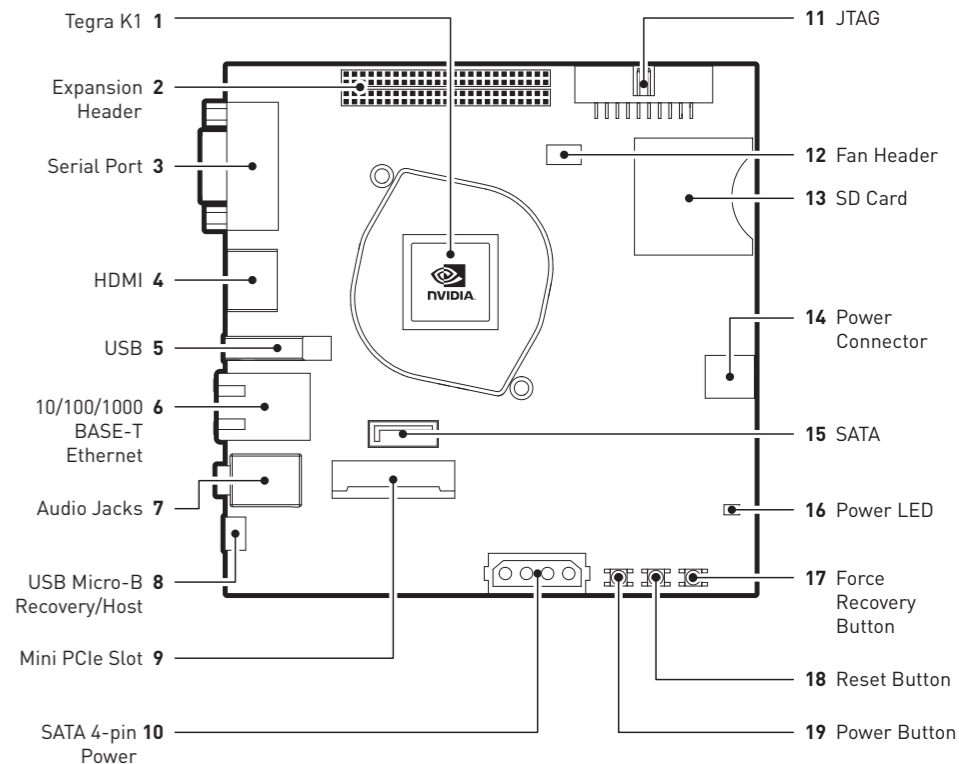 Tegra K1 1
Expansion 2
Header
Serial Port 3
HDMI 4
USB 5
10/100/1000 6
BASE-T
Ethernet
Audio Jacks 7
USB Micro-B 8
Recovery/Host
Mini PCIe Slot 9
SATA 4-pin 10
Power
NVIDIA.
11 JTAG
12 Fan Header
13 SD Card
14 Power
Connector
15 SATA
16 Power LED
17 Force
Recovery
Button
18 Reset Button
19 Power Button